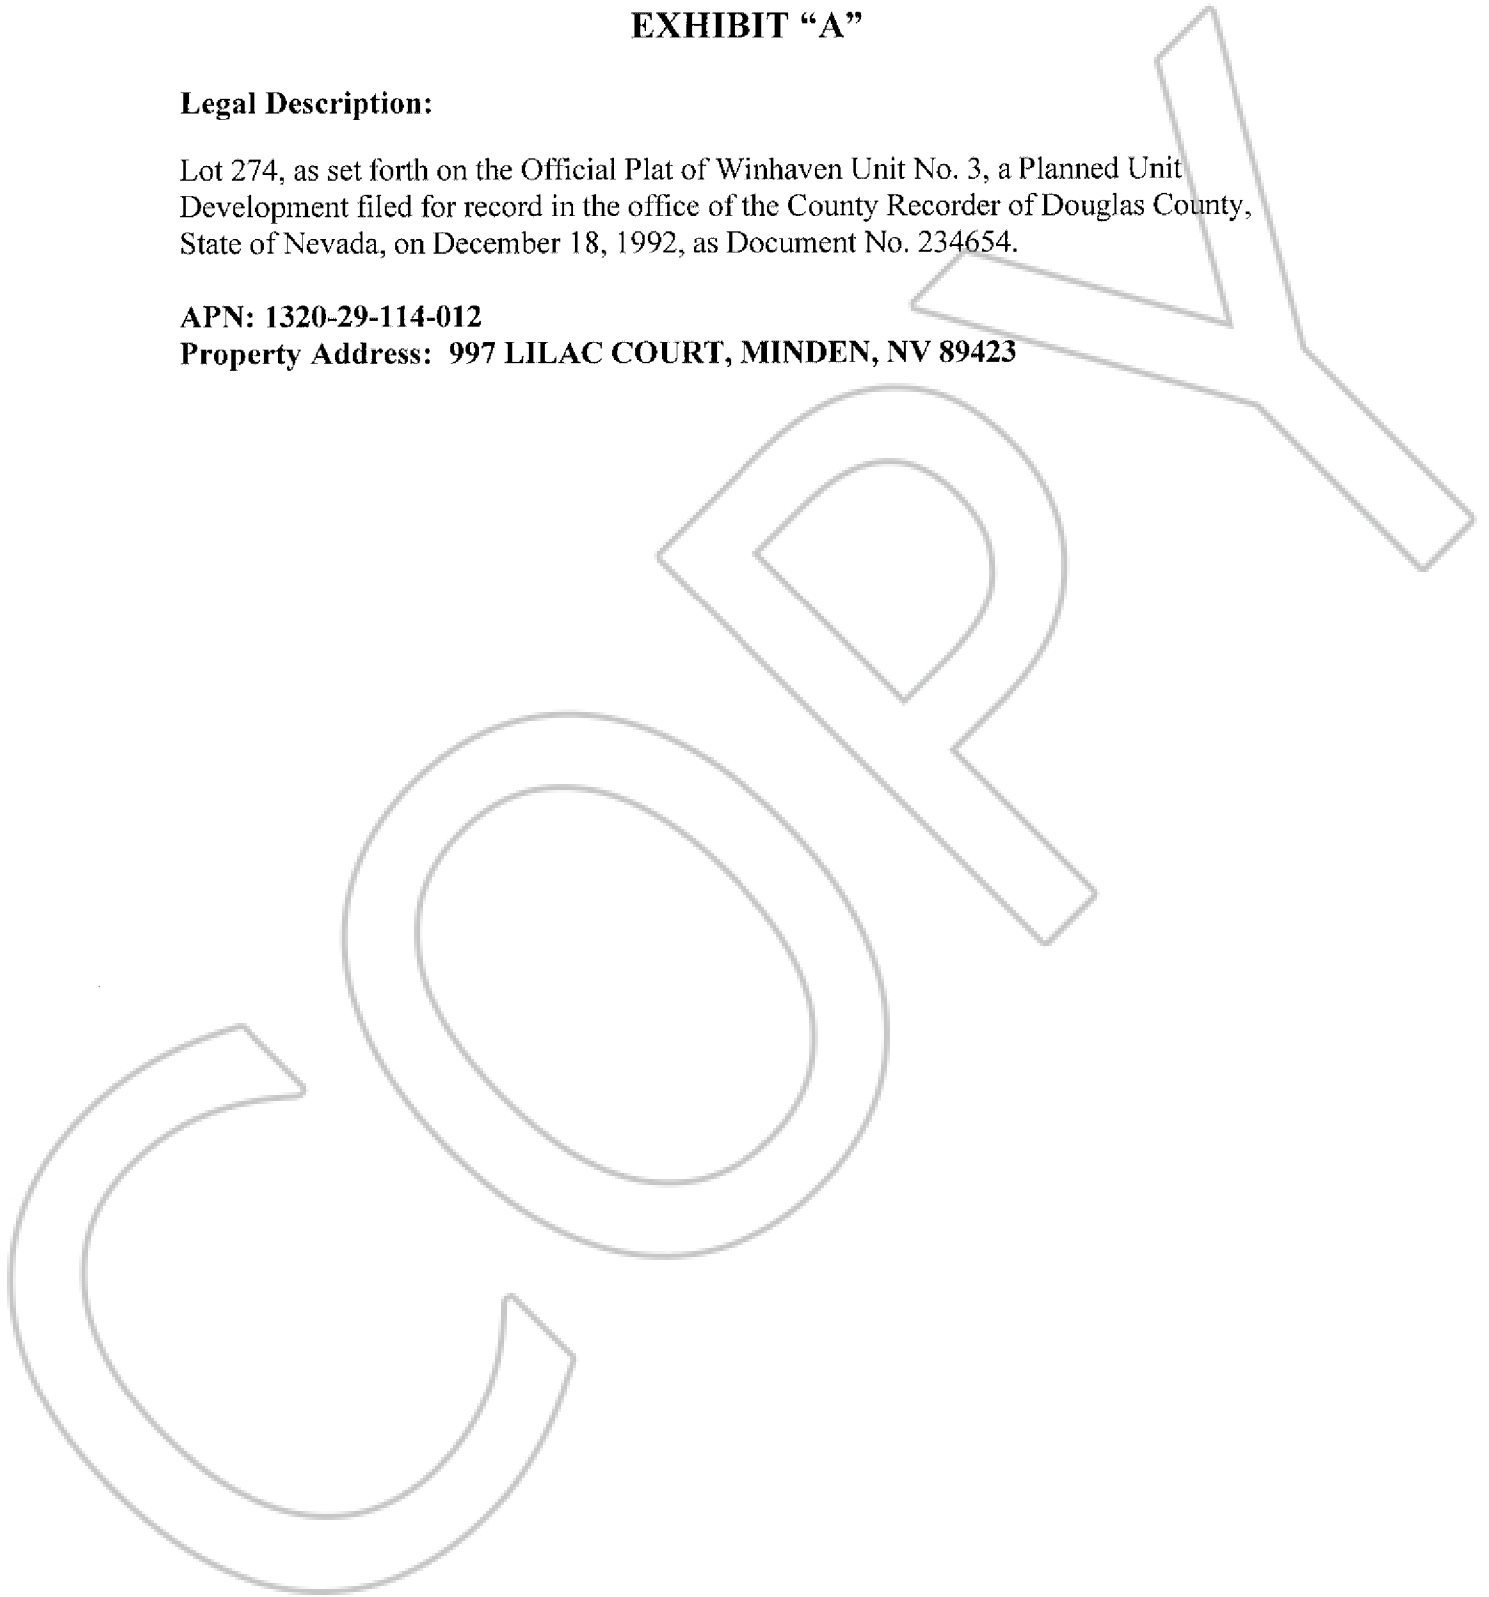 EXHIBIT “A”
Legal Description:
Lot 274, as set forth on the Official Plat of Winhaven Unit No. 3, a Planned Unit
Development filed for record in the office of the County Recorder of Douglas County,
State of Nevada, on December 18, 1992, as Document No. 234654.
APN: 1320-29-114-012
Property Address:  997 LILAC COURT, MINDEN, NV 89423
COPY